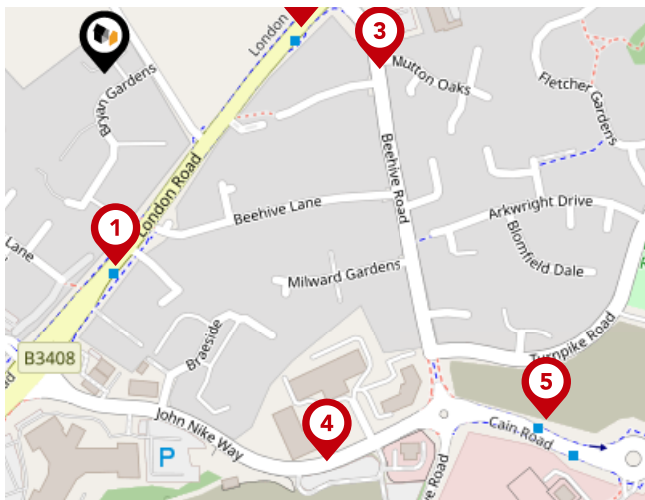 London
3
Mutton Oaks
Fletcher Gardens
Bryan Gardens
London Road
Beehive Road
Beehive Lane
Arkwright Drive
1
Lane
Blomfield Dale
Milward Gardens
Braeside
Turnpike Road
B3408
5
4
John Nike Way
Cain Road
P
ve Road